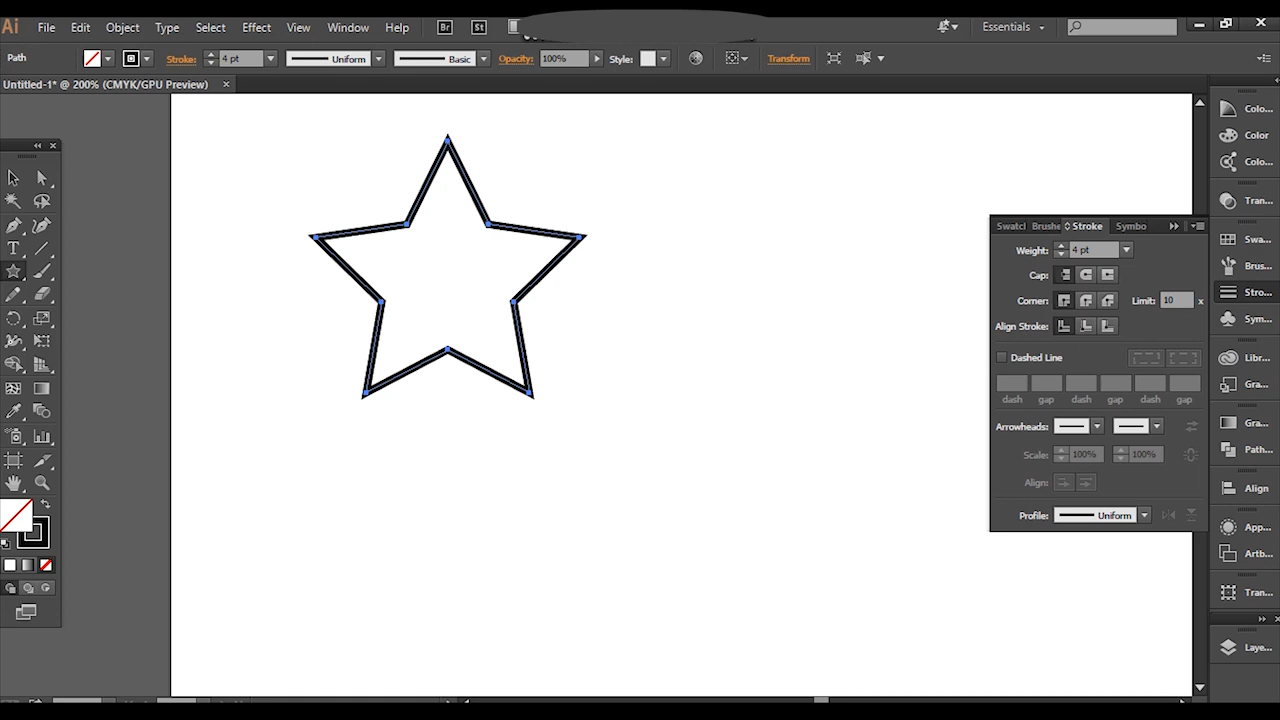 Ai File Edit Object Type Select Effect View Window Help Br St Essentials
Path Stroke: 4 pt Uniform Basic Opacity: 100% Style: Transform
Untitled-1* @ 200% (CMYK/GPU Preview)
Colo...
Color
Colo...
Tran...
Swa...
Brus...
Stro...
Sym...
Libr...
Gra...
Gra...
Path...
Align
App...
Artb...
Tran...
Laye...
Swatcl Brushe Stroke Symbo
Weight: 4 pt
Cap:
Corner: Limit: 10 x
Align Stroke:
Dashed Line
dash gap dash gap dash gap
Arrowheads:
Scale: 100% 100%
Align:
Profile: Uniform
T